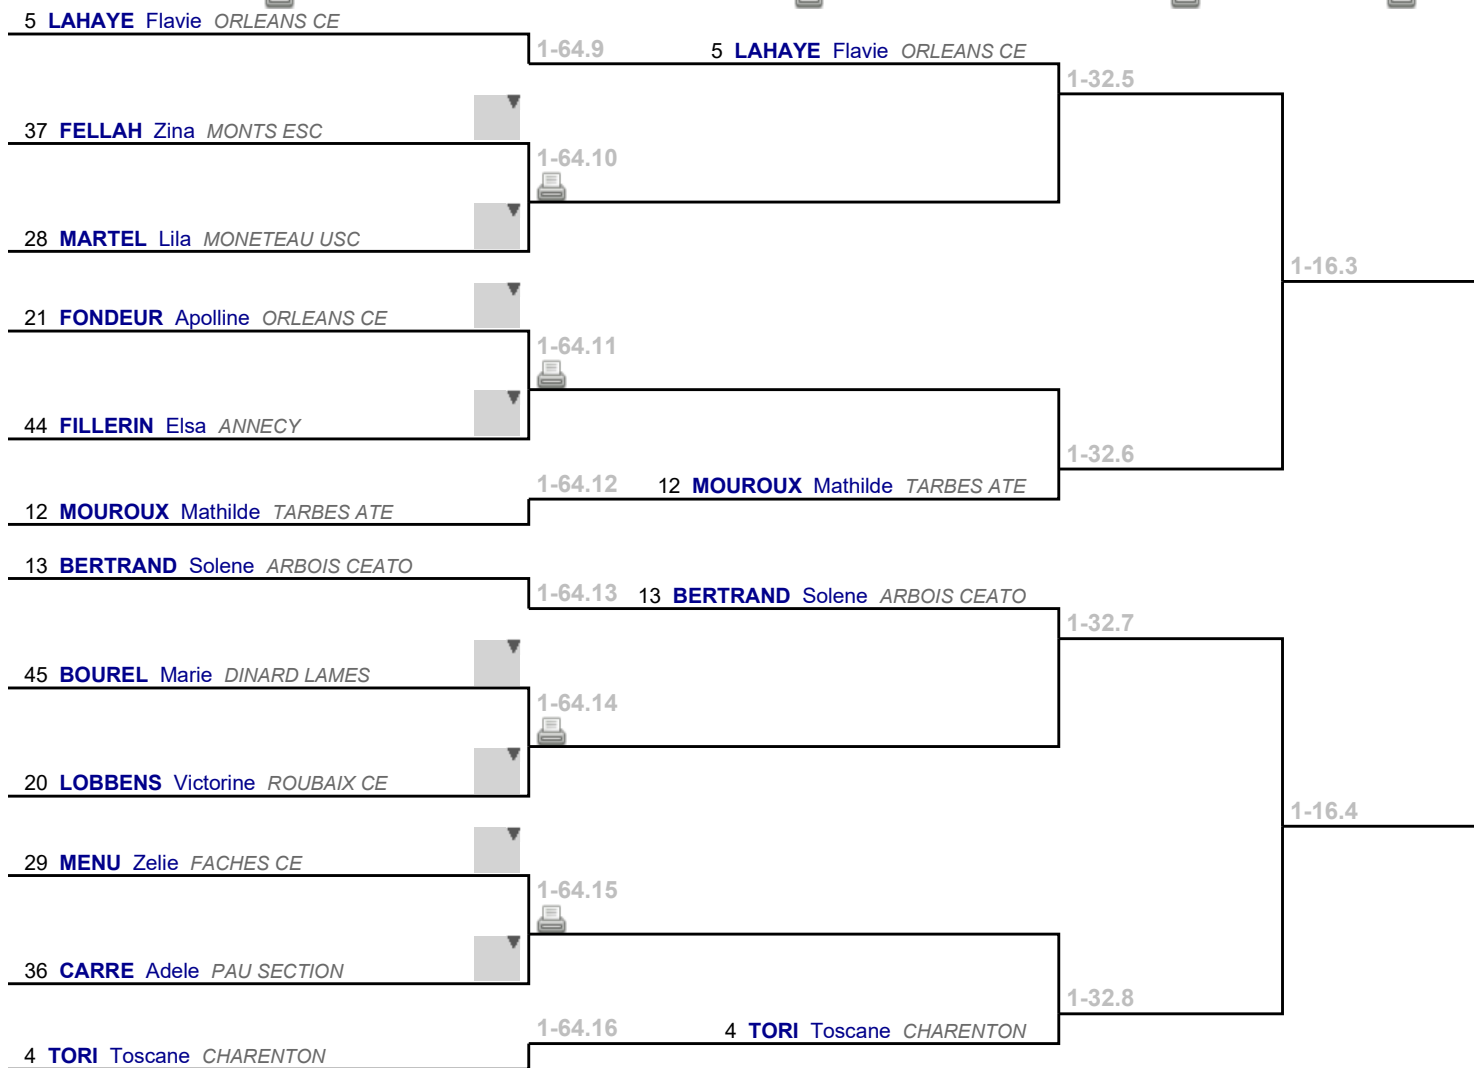 5 LAHAYE Flavie ORLEANS CE
1-64.9
5 LAHAYE Flavie ORLEANS CE
1-32.5
37 FELLAH Zina MONTS ESC
1-64.10
28 MARTEL Lila MONETEAU USC
1-16.3
21 FONDEUR Apolline ORLEANS CE
1-64.11
44 FILLERIN Elsa ANNECY
1-32.6
1-64.12
12 MOUROUX Mathilde TARBES ATE
12 MOUROUX Mathilde TARBES ATE
13 BERTRAND Solene ARBOIS CEATO
1-64.13
13 BERTRAND Solene ARBOIS CEATO
1-32.7
45 BOUREL Marie DINARD LAMES
1-64.14
20 LOBBENS Victorine ROUBAIX CE
1-16.4
29 MENU Zelie FACHES CE
1-64.15
36 CARRE Adele PAU SECTION
1-32.8
1-64.16
4 TORI Toscane CHARENTON
4 TORI Toscane CHARENTON